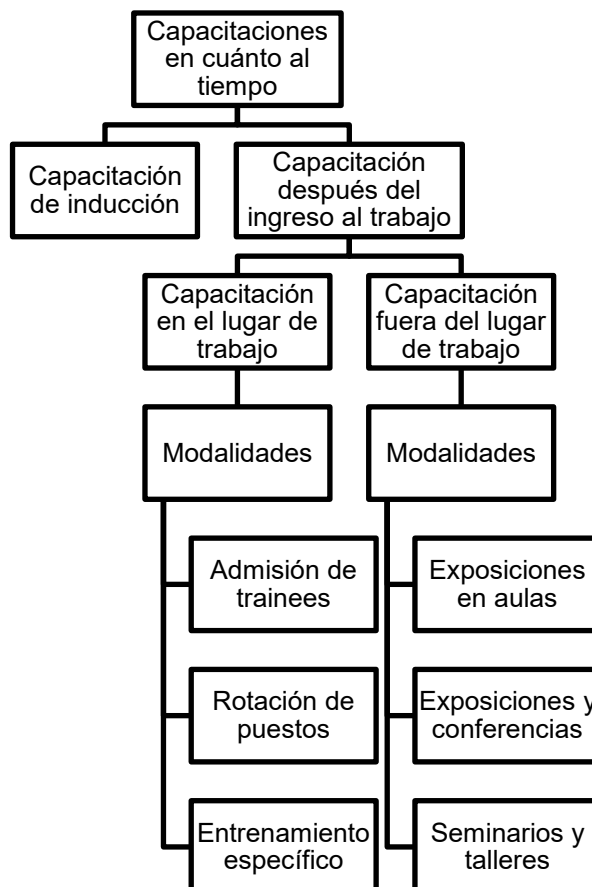 Capacitaciones
en cuánto al
tiempo
Capacitación
de inducción
Capacitación
después del
ingreso al trabajo
Capacitación
en el lugar de
trabajo
Capacitación
fuera del lugar
de trabajo
Modalidades
Modalidades
Admisión de
trainees
Exposiciones
en aulas
Rotación de
puestos
Exposiciones y
conferencias
Entrenamiento
específico
Seminarios y
talleres